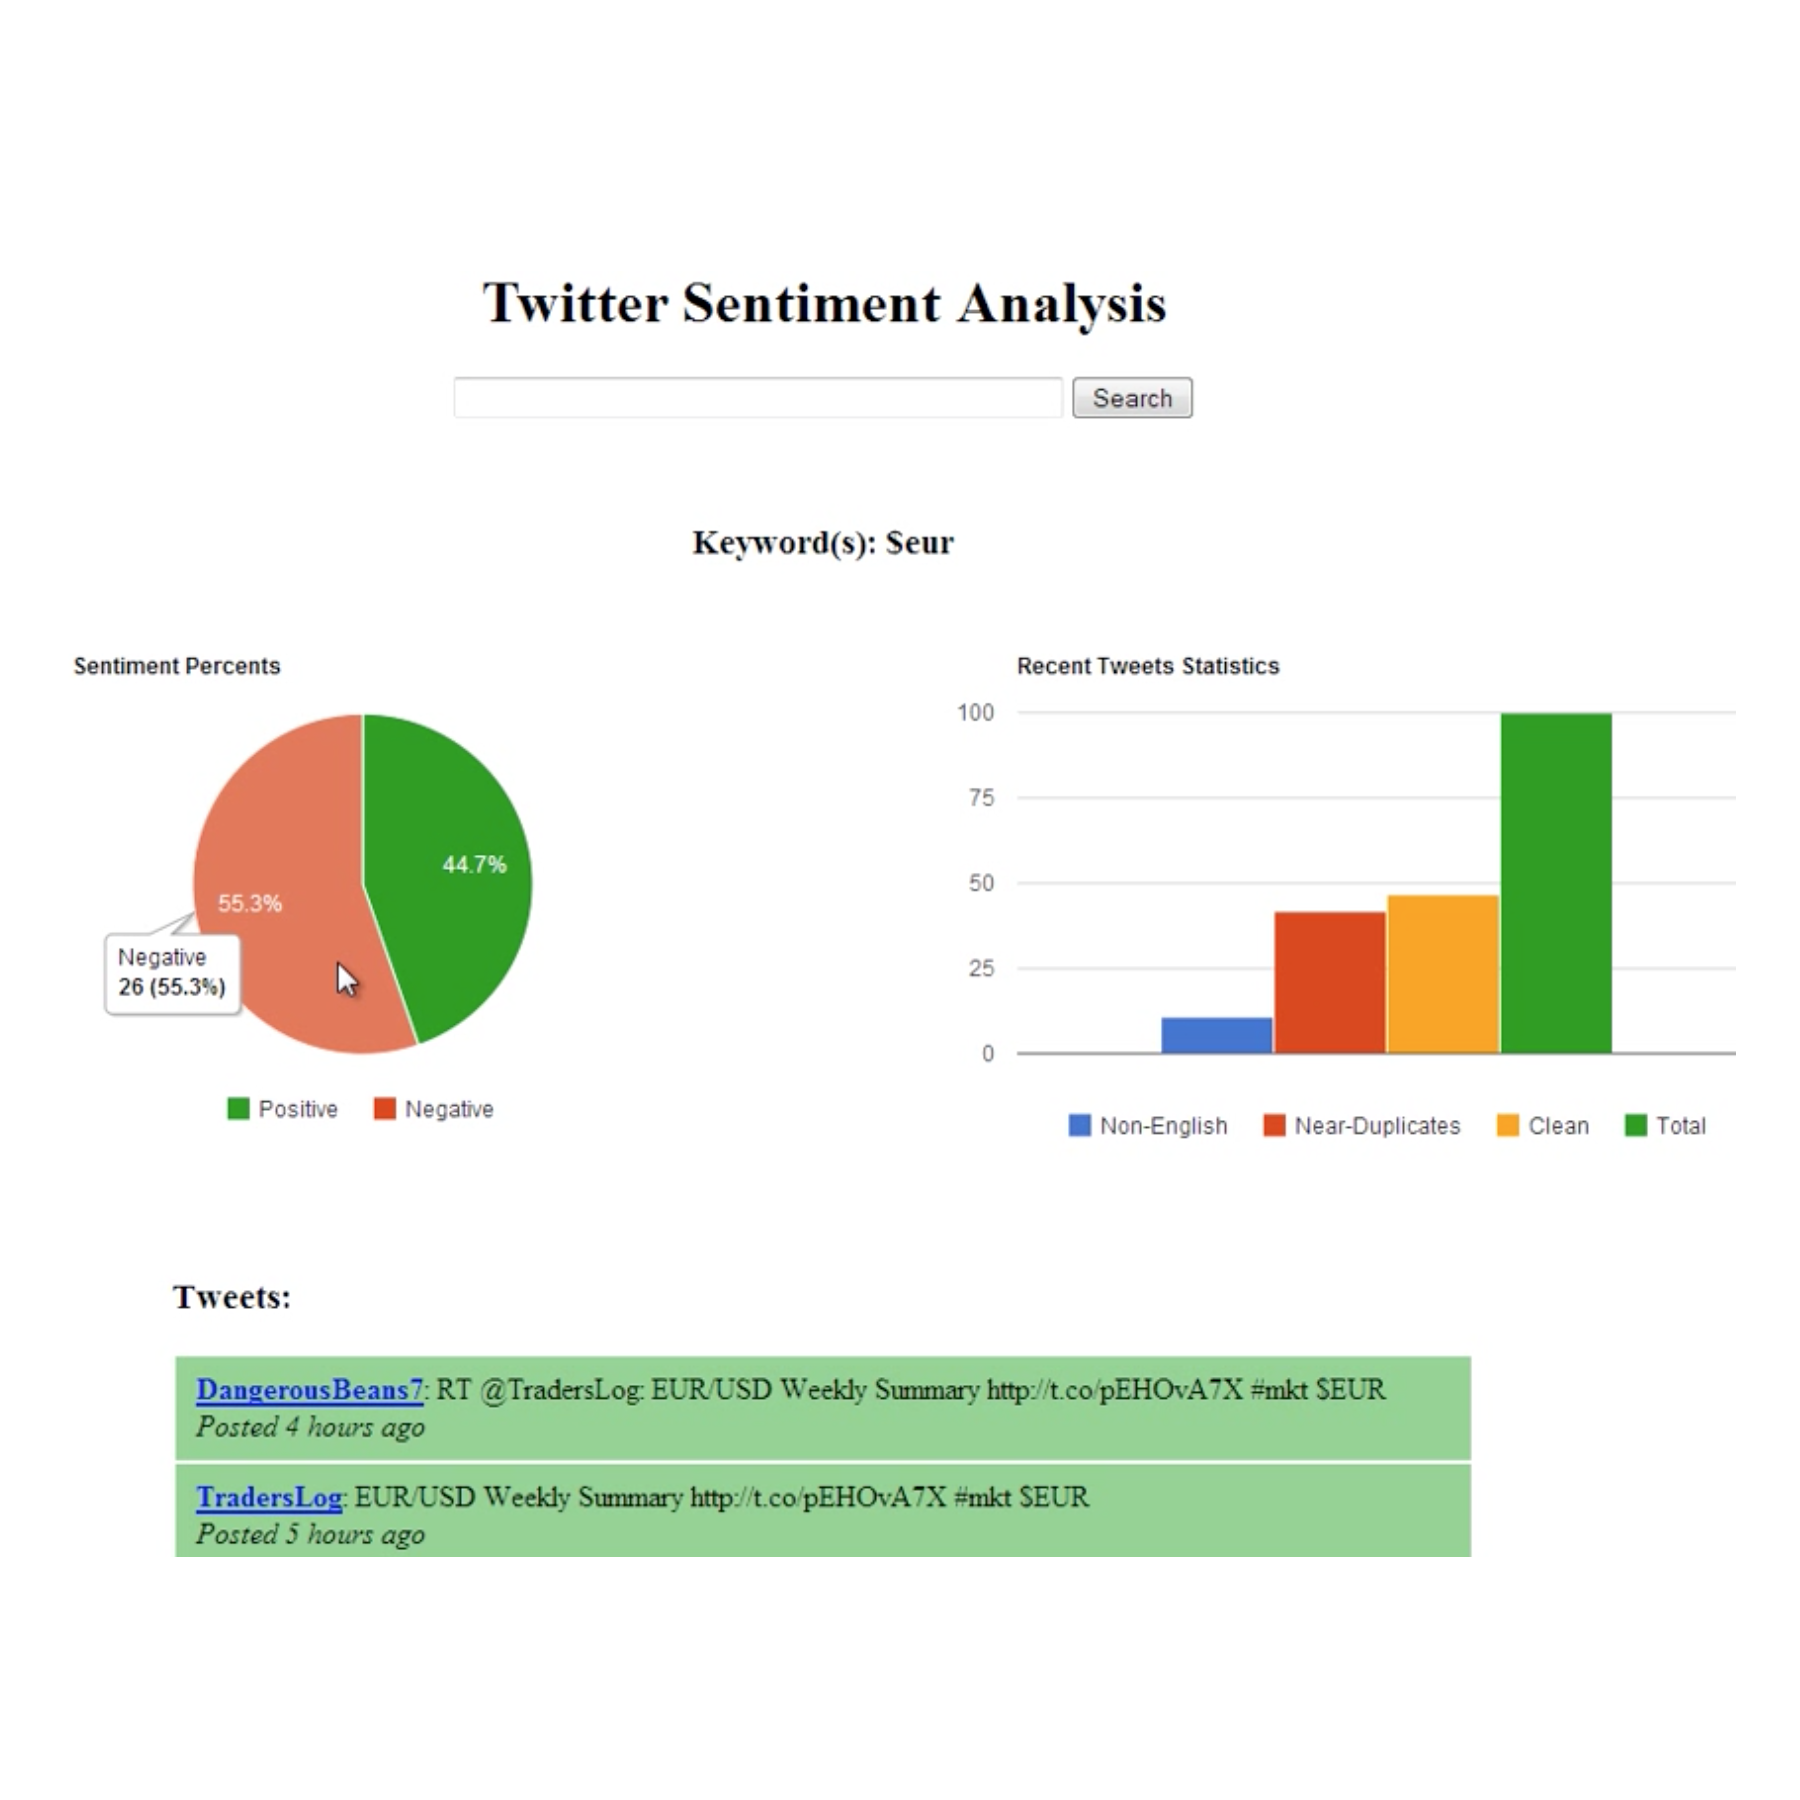 Twitter Sentiment Analysis
Search
Keyword(s): $eur
Sentiment Percents
44.7%
55.3%
Negative
26 (55.3%)
Positive
Negative
Recent Tweets Statistics
100
75
50
25
0
Non-English
Near-Duplicates
Clean
Total
Tweets:
DangerousBeans7: RT @TradersLog: EUR/USD Weekly Summary http://t.co/pEHOvA7X #mkt $EUR
Posted 4 hours ago
TradersLog: EUR/USD Weekly Summary http://t.co/pEHOvA7X #mkt $EUR
Posted 5 hours ago